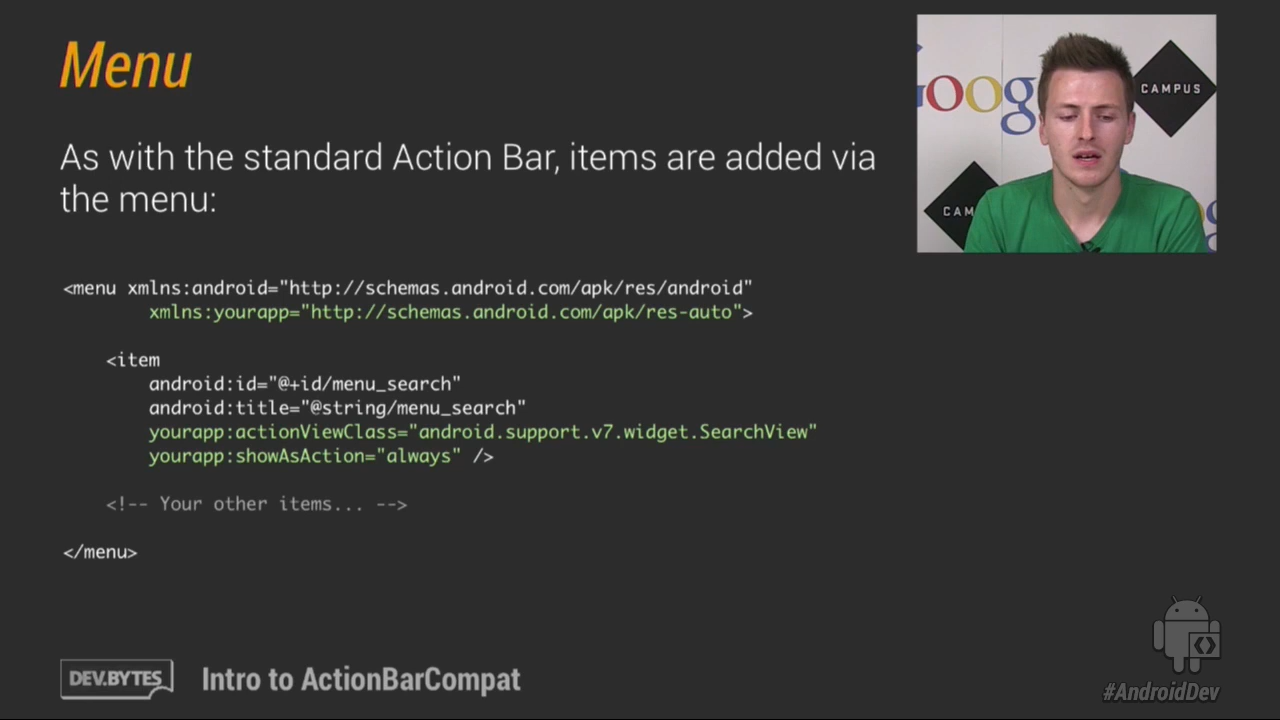 Menu
As with the standard Action Bar, items are added via
the menu:
<menu xmlns:android="http://schemas.android.com/apk/res/android"
xmlns:yourapp="http://schemas.android.com/apk/res-auto">
<item
android:id="@+id/menu_search"
android:title="@string/menu_search"
yourapp:actionViewClass="android.support.v7.widget.SearchView"
yourapp:showAsAction="always" />
<!-- Your other items... -->
</menu>
Google
CAMPUS
CAM
DEV.BYTES
Intro to ActionBarCompat
#AndroidDev